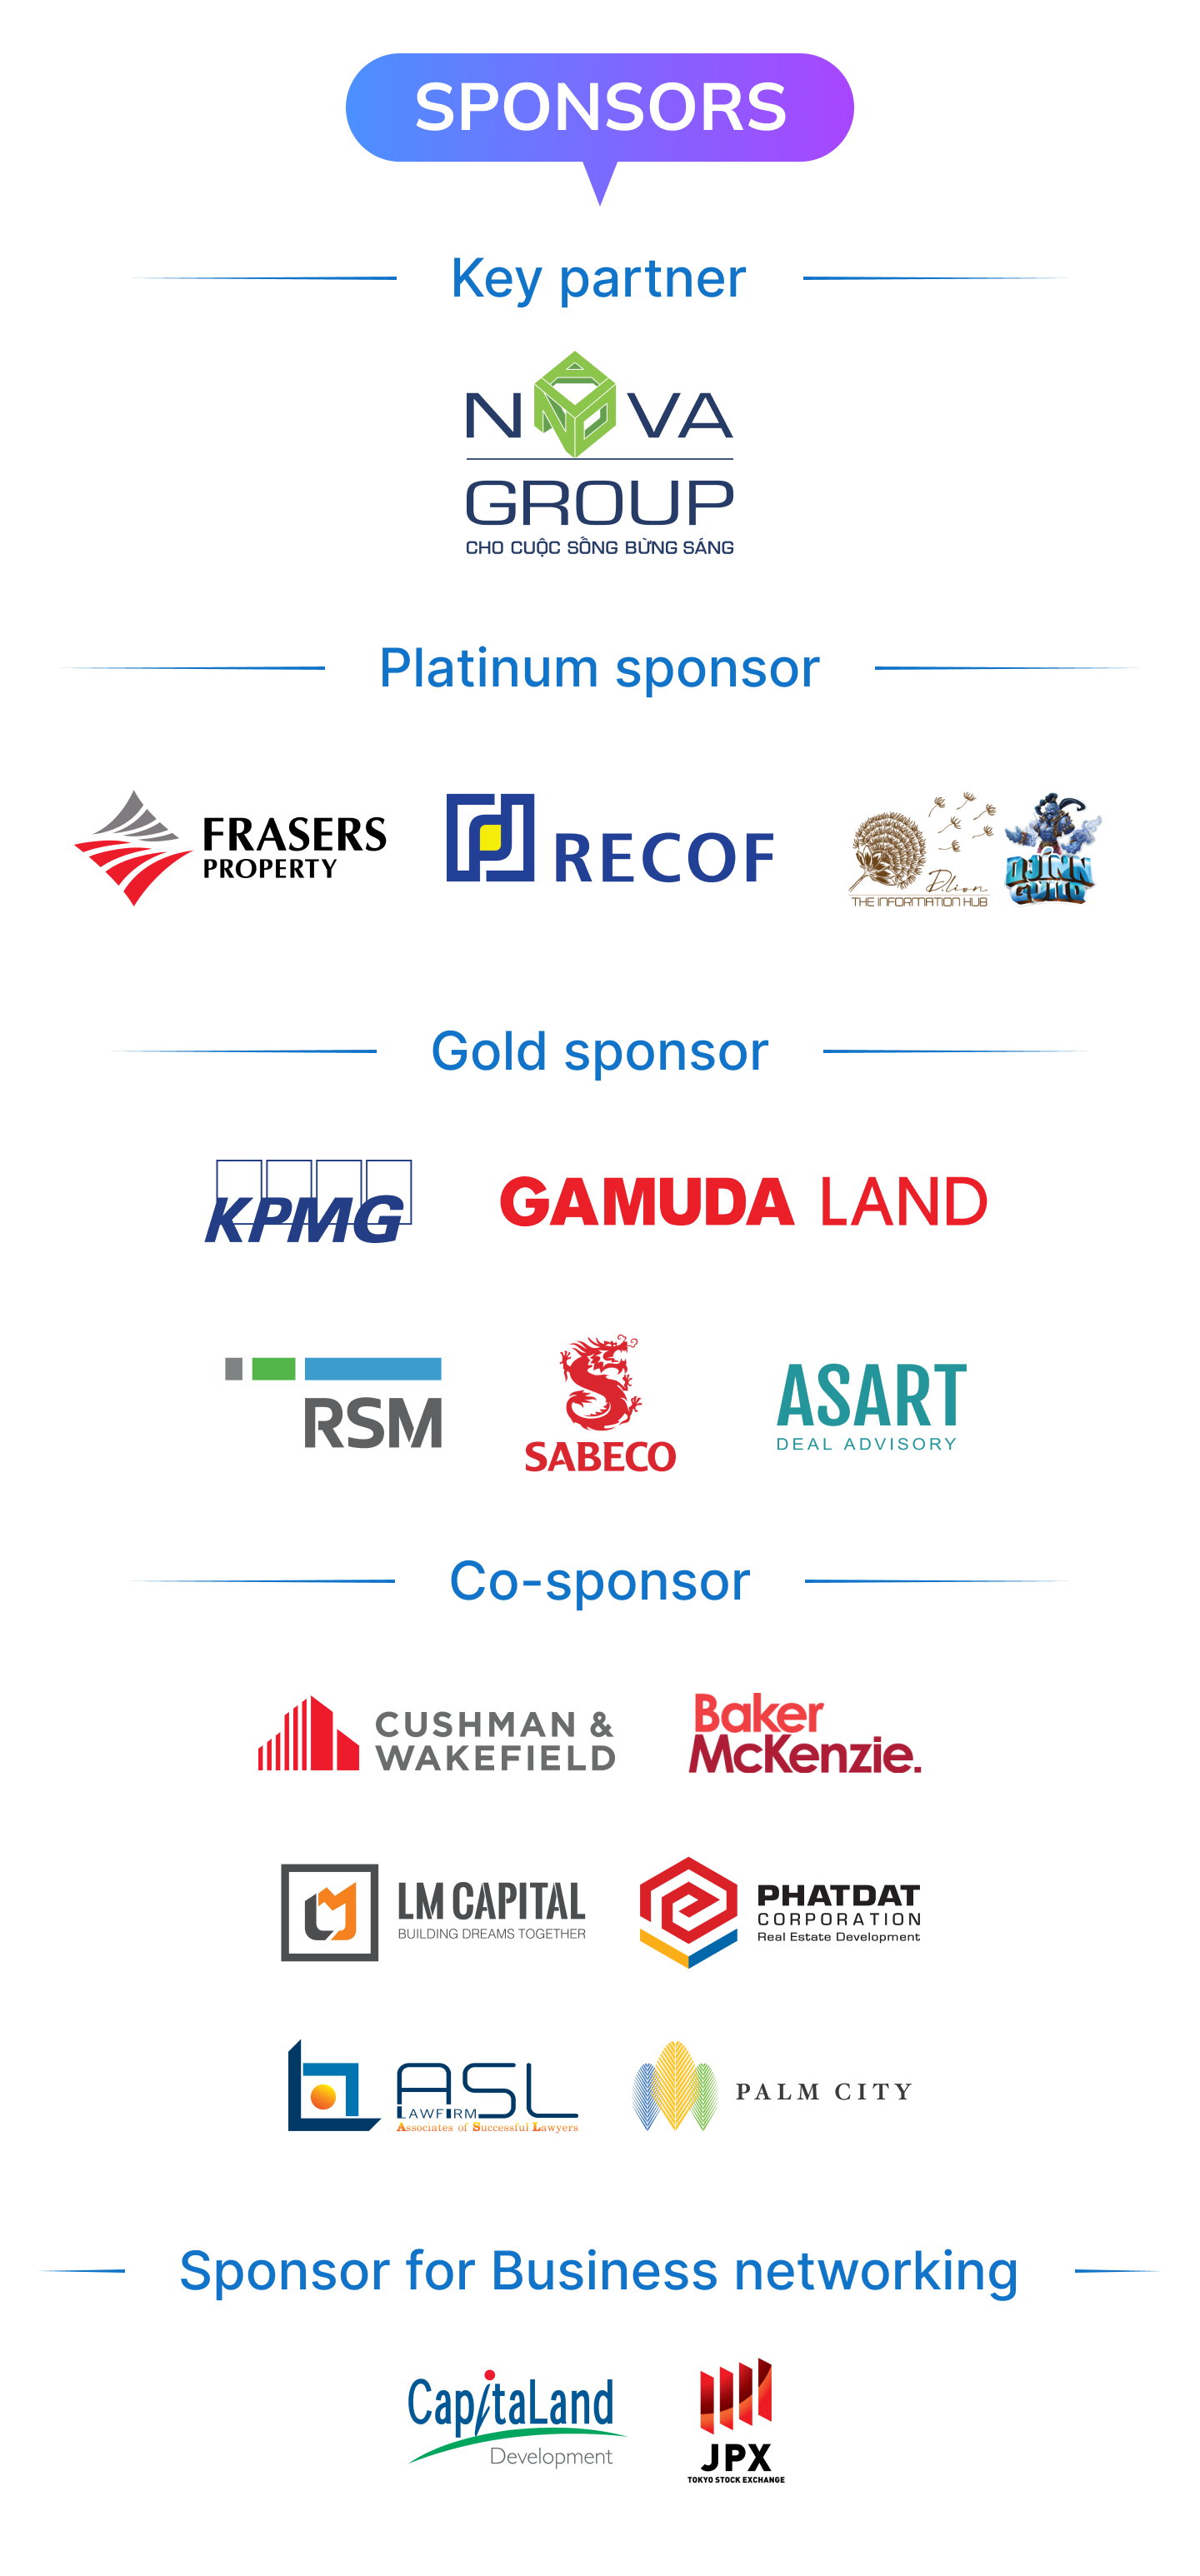 SPONSORS
Key partner
NOVA
GROUP
CHO CUỘC SỐNG BỪNG SÁNG
Platinum sponsor
FRASERS
PROPERTY
RECOF
D.lion
THE INFORMATION HUB
DJINN
GUILD
Gold sponsor
KPMG
GAMUDA LAND
RSM
SABECO
ASART
DEAL ADVISORY
Co-sponsor
CUSHMAN &
WAKEFIELD
Baker
McKenzie.
LM CAPITAL
BUILDING DREAMS TOGETHER
PHATDAT
CORPORATION
Real Estate Development
ASL
LAWFIRM
Associates of Successful Lawyers
PALM CITY
Sponsor for Business networking
CapitaLand
Development
JPX
TOKYO STOCK EXCHANGE